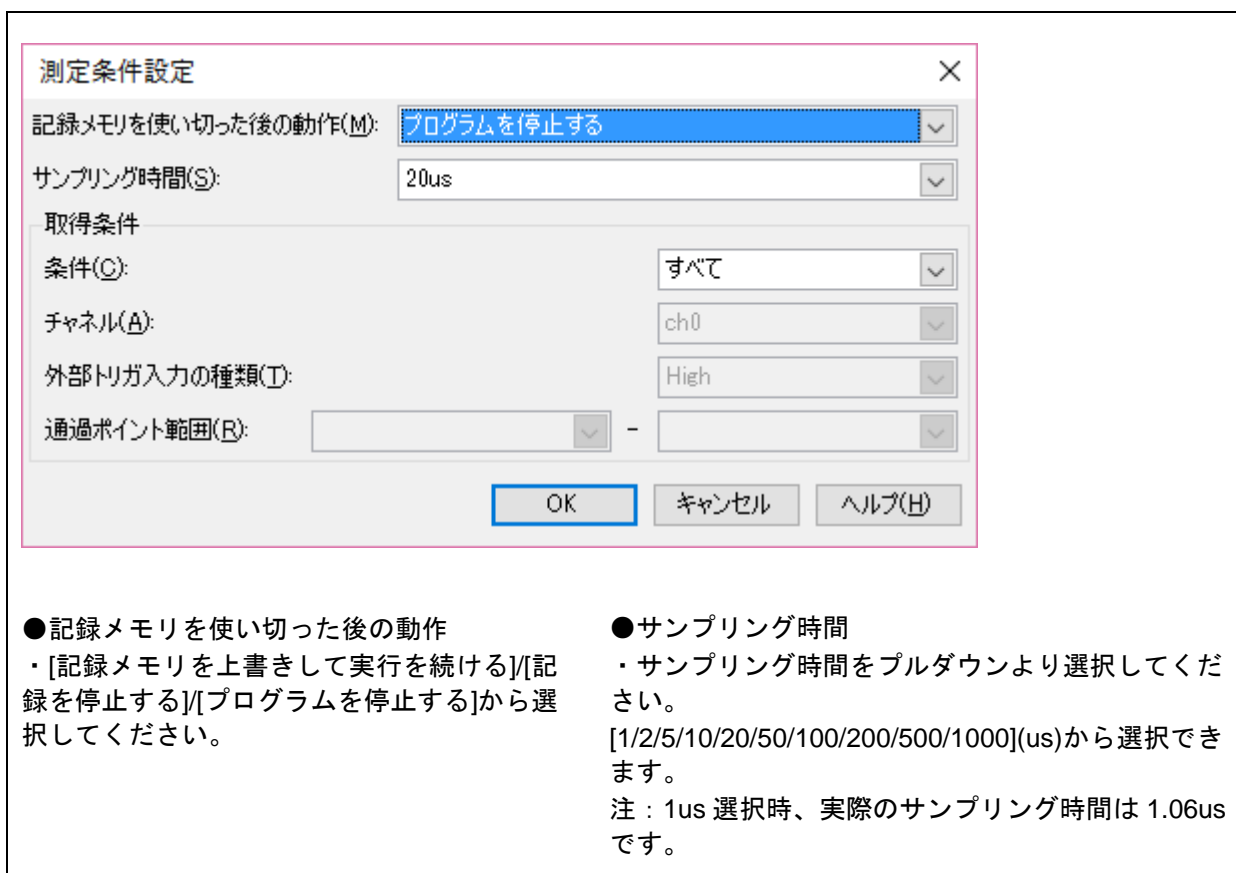 測定条件設定
記録メモリを使い切った後の動作(M): プログラムを停止する
サンプリング時間(S): 20us
取得条件
条件(C): すべて
チャネル(A): ch0
外部トリガ入力の種類(T): High
通過ポイント範囲(R): -
OK キャンセル ヘルプ(H)
●記録メモリを使い切った後の動作
・[記録メモリを上書きして実行を続ける]/[記
録を停止する]/[プログラムを停止する]から選
択してください。
●サンプリング時間
・サンプリング時間をプルダウンより選択してくだ
さい。
[1/2/5/10/20/50/100/200/500/1000](us)から選択でき
ます。
注：1us 選択時、実際のサンプリング時間は 1.06us
です。